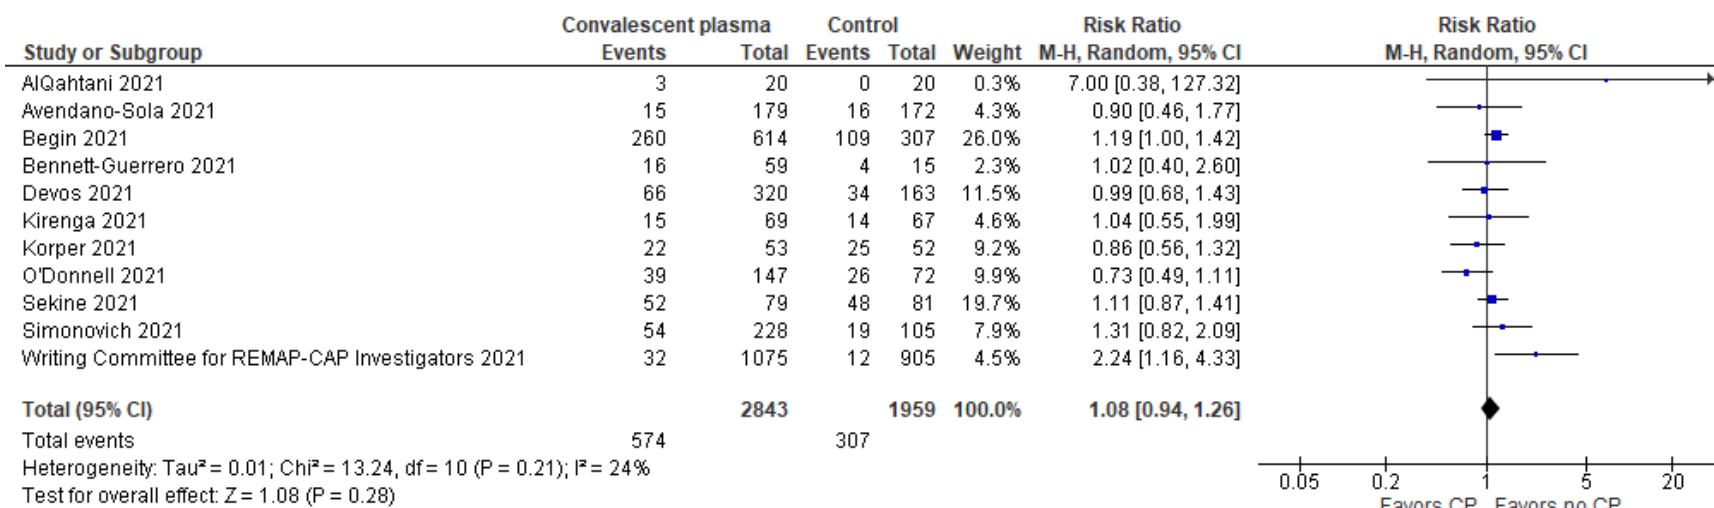 Convalescent plasma Control Risk Ratio Risk Ratio
Study or Subgroup Events Total Events Total Weight M-H, Random, 95% CI M-H, Random, 95% CI
AlQahtani 2021 3 20 0 20 0.3% 7.00 [0.38, 127.32]
Avendano-Sola 2021 15 179 16 172 4.3% 0.90 [0.46, 1.77]
Begin 2021 260 614 109 307 26.0% 1.19 [1.00, 1.42]
Bennett-Guerrero 2021 16 59 4 15 2.3% 1.02 [0.40, 2.60]
Devos 2021 66 320 34 163 11.5% 0.99 [0.68, 1.43]
Kirenga 2021 15 69 14 67 4.6% 1.04 [0.55, 1.99]
Korper 2021 22 53 25 52 9.2% 0.86 [0.56, 1.32]
O'Donnell 2021 39 147 26 72 9.9% 0.73 [0.49, 1.11]
Sekine 2021 52 79 48 81 19.7% 1.11 [0.87, 1.41]
Simonovich 2021 54 228 19 105 7.9% 1.31 [0.82, 2.09]
Writing Committee for REMAP-CAP Investigators 2021 32 1075 12 905 4.5% 2.24 [1.16, 4.33]
Total (95% CI) 2843 1959 100.0% 1.08 [0.94, 1.26]
Total events 574 307
Heterogeneity: Tau² = 0.01; Chi² = 13.24, df = 10 (P = 0.21); I² = 24%
Test for overall effect: Z = 1.08 (P = 0.28)
0.05 0.2 1 5 20
Favors CP Favors no CP